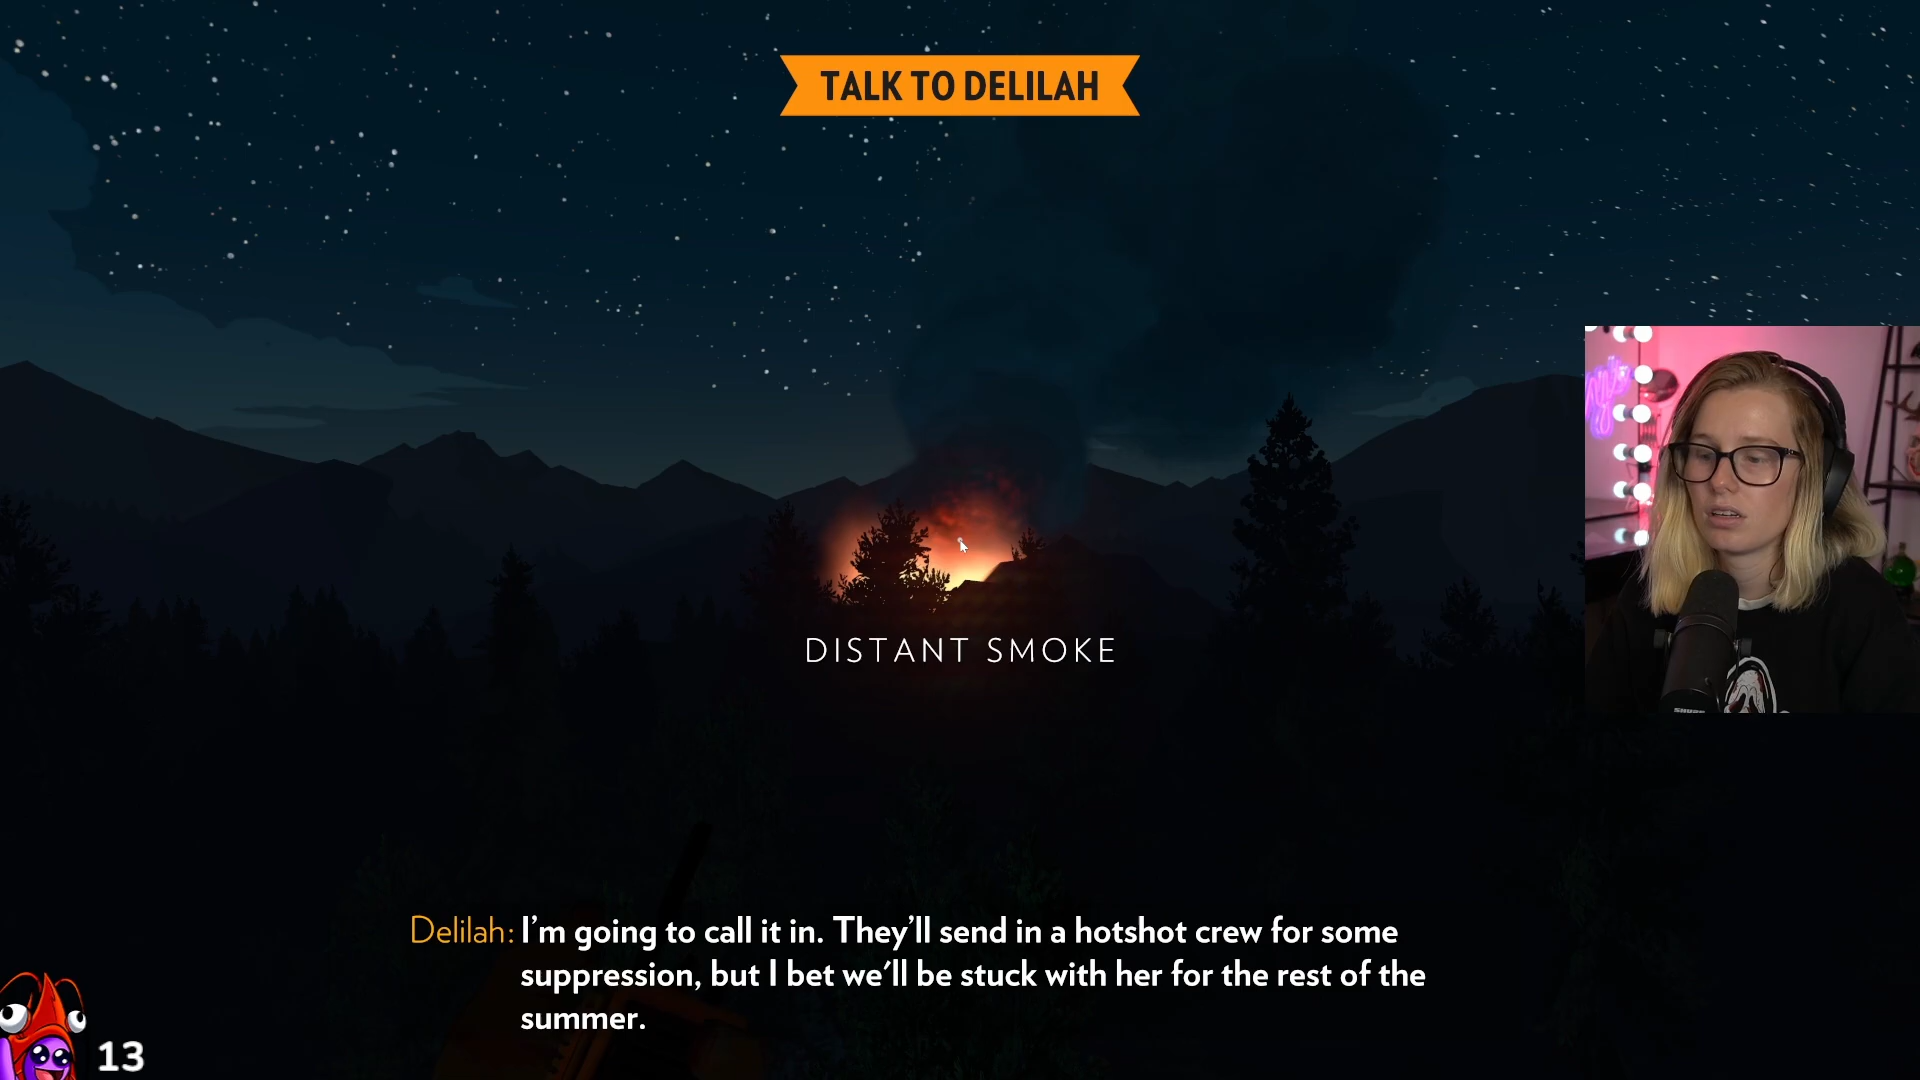 TALK TO DELILAH
DISTANT SMOKE
Delilah: I'm going to call it in. They'll send in a hotshot crew for some
suppression, but I bet we'll be stuck with her for the rest of the
summer.
13